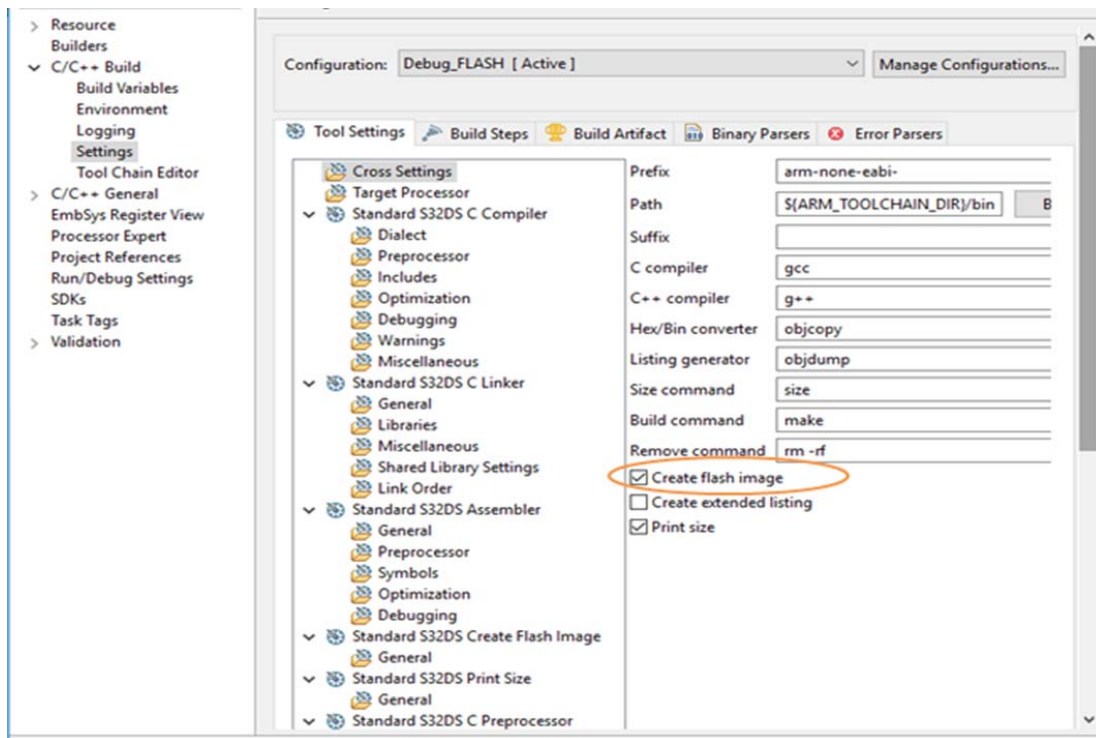 Resource
Builders
C/C++ Build
Build Variables
Environment
Logging
Settings
Tool Chain Editor
C/C++ General
EmbSys Register View
Processor Expert
Project References
Run/Debug Settings
SDKs
Task Tags
Validation
Configuration: Debug_FLASH [ Active ] Manage Configurations...
Tool Settings Build Steps Build Artifact Binary Parsers Error Parsers
Cross Settings
Target Processor
Standard S32DS C Compiler
Dialect
Preprocessor
Includes
Optimization
Debugging
Warnings
Miscellaneous
Standard S32DS C Linker
General
Libraries
Miscellaneous
Shared Library Settings
Link Order
Standard S32DS Assembler
General
Preprocessor
Symbols
Optimization
Debugging
Standard S32DS Create Flash Image
General
Standard S32DS Print Size
General
Standard S32DS C Preprocessor
Prefix arm-none-eabi-
Path ${ARM_TOOLCHAIN_DIR}/bin B
Suffix
C compiler gcc
C++ compiler g++
Hex/Bin converter objcopy
Listing generator objdump
Size command size
Build command make
Remove command rm -rf
Create flash image
Create extended listing
Print size